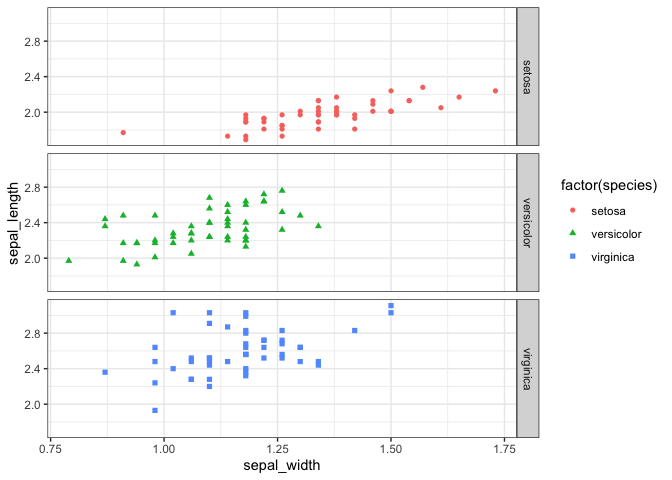 2.8
2.4
2.0
setosa
2.8
2.4
2.0
versicolor
2.8
2.4
2.0
virginica
sepal_length
0.75
1.00
1.25
1.50
1.75
sepal_width
factor(species)
setosa
versicolor
virginica